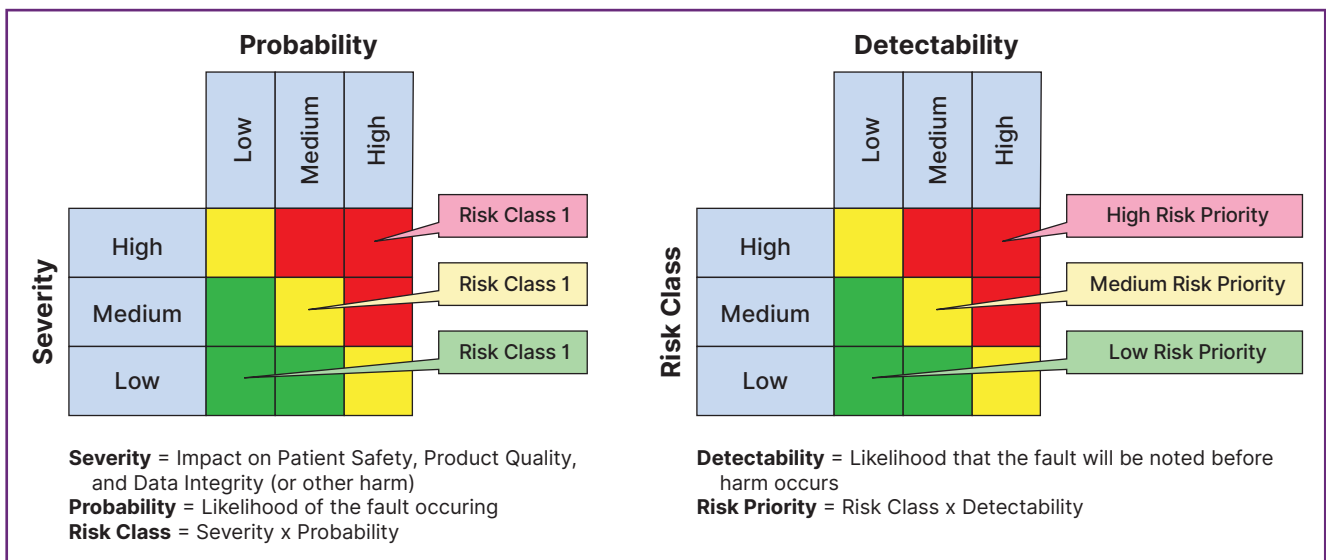 Probability
Low
Medium
High
Severity
High
Medium
Low
Risk Class 1
Risk Class 1
Risk Class 1
Severity = Impact on Patient Safety, Product Quality,
and Data Integrity (or other harm)
Probability = Likelihood of the fault occuring
Risk Class = Severity x Probability
Detectability
Low
Medium
High
Risk Class
High
Medium
Low
High Risk Priority
Medium Risk Priority
Low Risk Priority
Detectability = Likelihood that the fault will be noted before
harm occurs
Risk Priority = Risk Class x Detectability